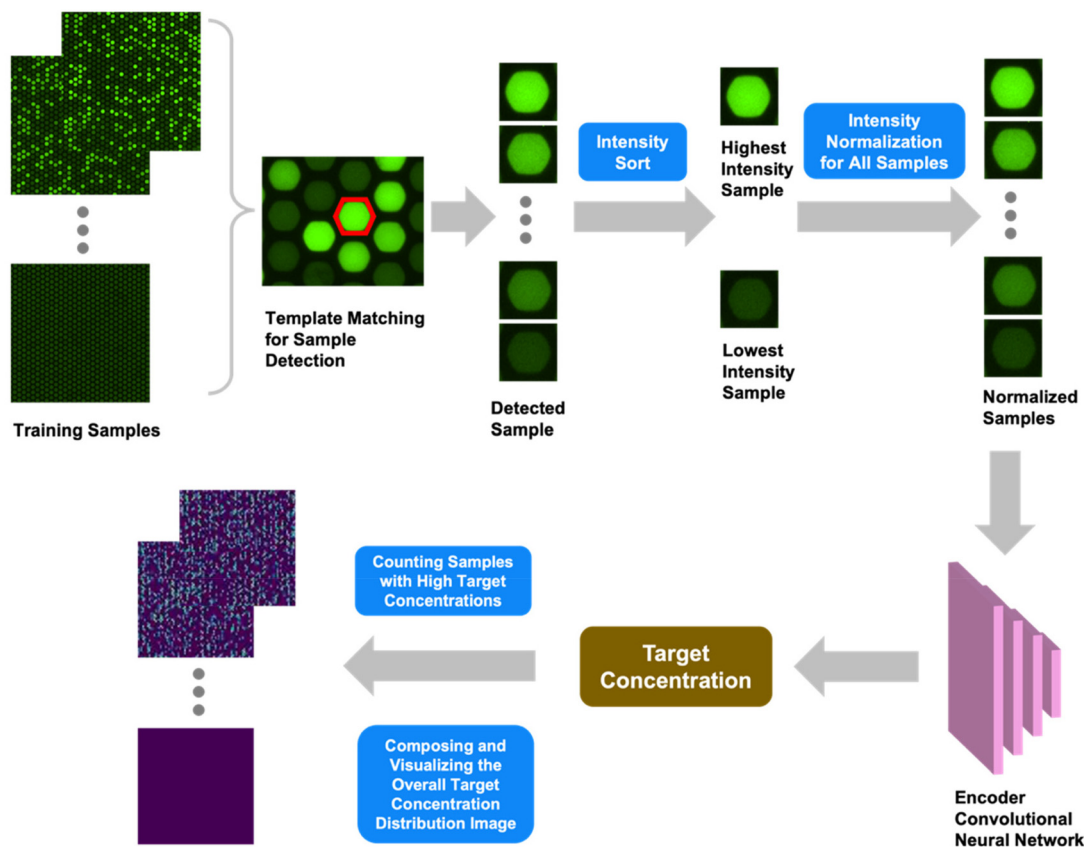 Training Samples
Template Matching
for Sample
Detection
Detected
Sample
Intensity
Sort
Highest
Intensity
Sample
Lowest
Intensity
Sample
Intensity
Normalization
for All Samples
Normalized
Samples
Encoder
Convolutional
Neural Network
Target
Concentration
Counting Samples
with High Target
Concentrations
Composing and
Visualizing the
Overall Target
Concentration
Distribution Image